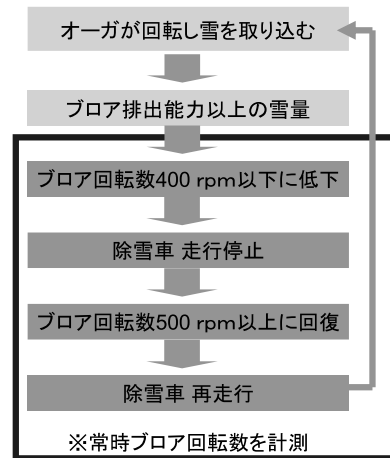 オーガが回転し雪を取り込む
ブロア排出能力以上の雪量
ブロア回転数400 rpm以下に低下
除雪車 走行停止
ブロア回転数500 rpm以上に回復
除雪車 再走行
※常時ブロア回転数を計測